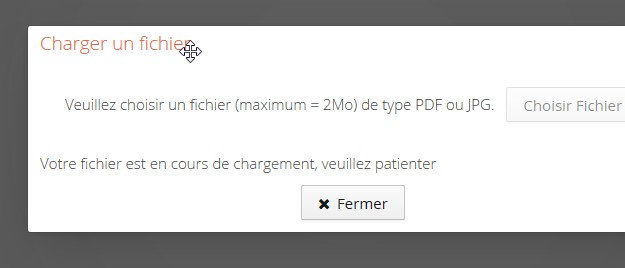 Charger un fichier
Veuillez choisir un fichier (maximum = 2Mo) de type PDF ou JPG. Choisir Fichier
Votre fichier est en cours de chargement, veuillez patienter
✖ Fermer